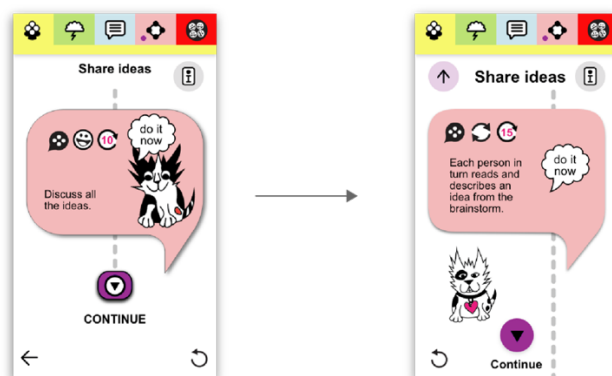 Share ideas
do it
now
10
Discuss all
the ideas.
CONTINUE
Share ideas
15
do it
now
Each person in
turn reads and
describes an
idea from the
brainstorm.
Continue